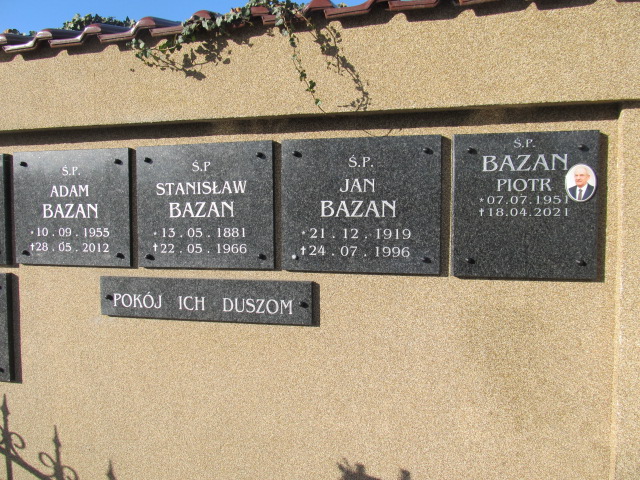 Ś.P.
ADAM
BAZAN
* 10 . 09 . 1955
† 28 . 05 . 2012
Ś.P
STANISŁAW
BAZAN
* 13 . 05 . 1881
† 22 . 05 . 1966
Ś.P.
JAN
BAZAN
* 21 . 12 . 1919
† 24 . 07 . 1996
Ś.P.
BAZAN
PIOTR
* 07.07.1951
† 18.04.2021
POKÓJ ICH DUSZOM